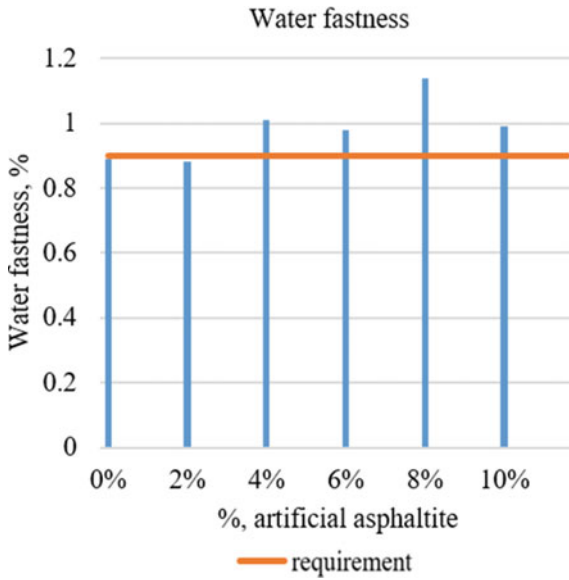 Water fastness
1.2
1
0.8
0.6
0.4
0.2
0
Water fastness, %
0% 2% 4% 6% 8% 10%
%, artificial asphaltite
requirement